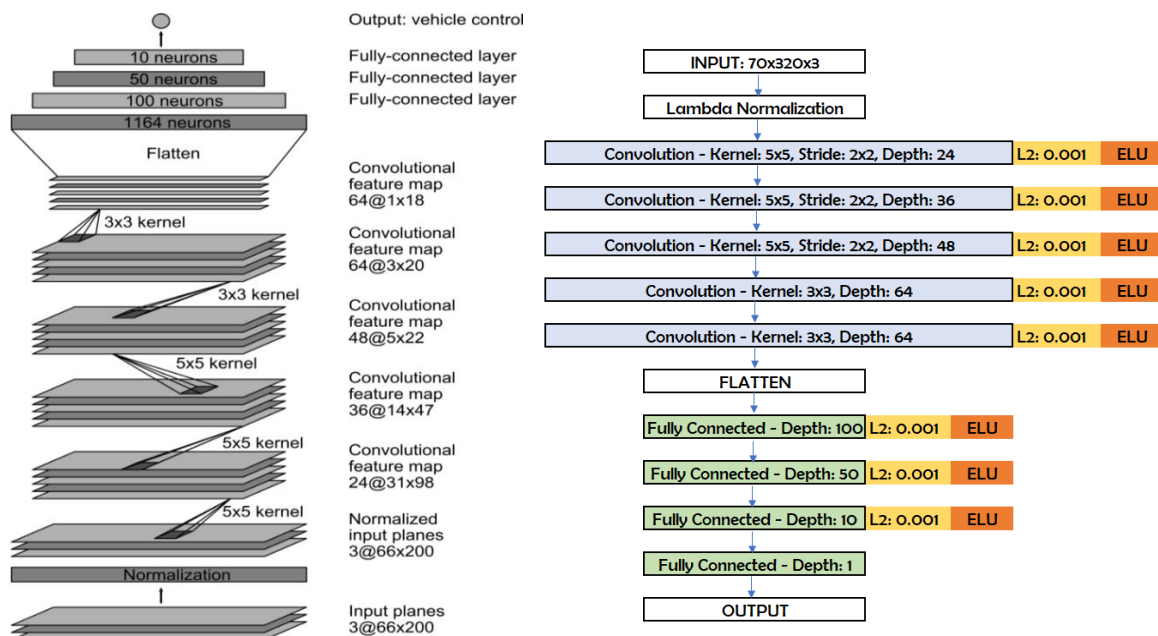 Output: vehicle control
10 neurons
Fully-connected layer
50 neurons
Fully-connected layer
100 neurons
Fully-connected layer
1164 neurons
Flatten
Convolutional
feature map
64@1x18
3x3 kernel
Convolutional
feature map
64@3x20
3x3 kernel
Convolutional
feature map
48@5x22
5x5 kernel
Convolutional
feature map
36@14x47
5x5 kernel
Convolutional
feature map
24@31x98
5x5 kernel
Normalized
input planes
3@66x200
Normalization
Input planes
3@66x200
INPUT: 70x320x3
Lambda Normalization
Convolution - Kernel: 5x5, Stride: 2x2, Depth: 24 L2: 0.001 ELU
Convolution - Kernel: 5x5, Stride: 2x2, Depth: 36 L2: 0.001 ELU
Convolution - Kernel: 5x5, Stride: 2x2, Depth: 48 L2: 0.001 ELU
Convolution - Kernel: 3x3, Depth: 64 L2: 0.001 ELU
Convolution - Kernel: 3x3, Depth: 64 L2: 0.001 ELU
FLATTEN
Fully Connected - Depth: 100 L2: 0.001 ELU
Fully Connected - Depth: 50 L2: 0.001 ELU
Fully Connected - Depth: 10 L2: 0.001 ELU
Fully Connected - Depth: 1
OUTPUT